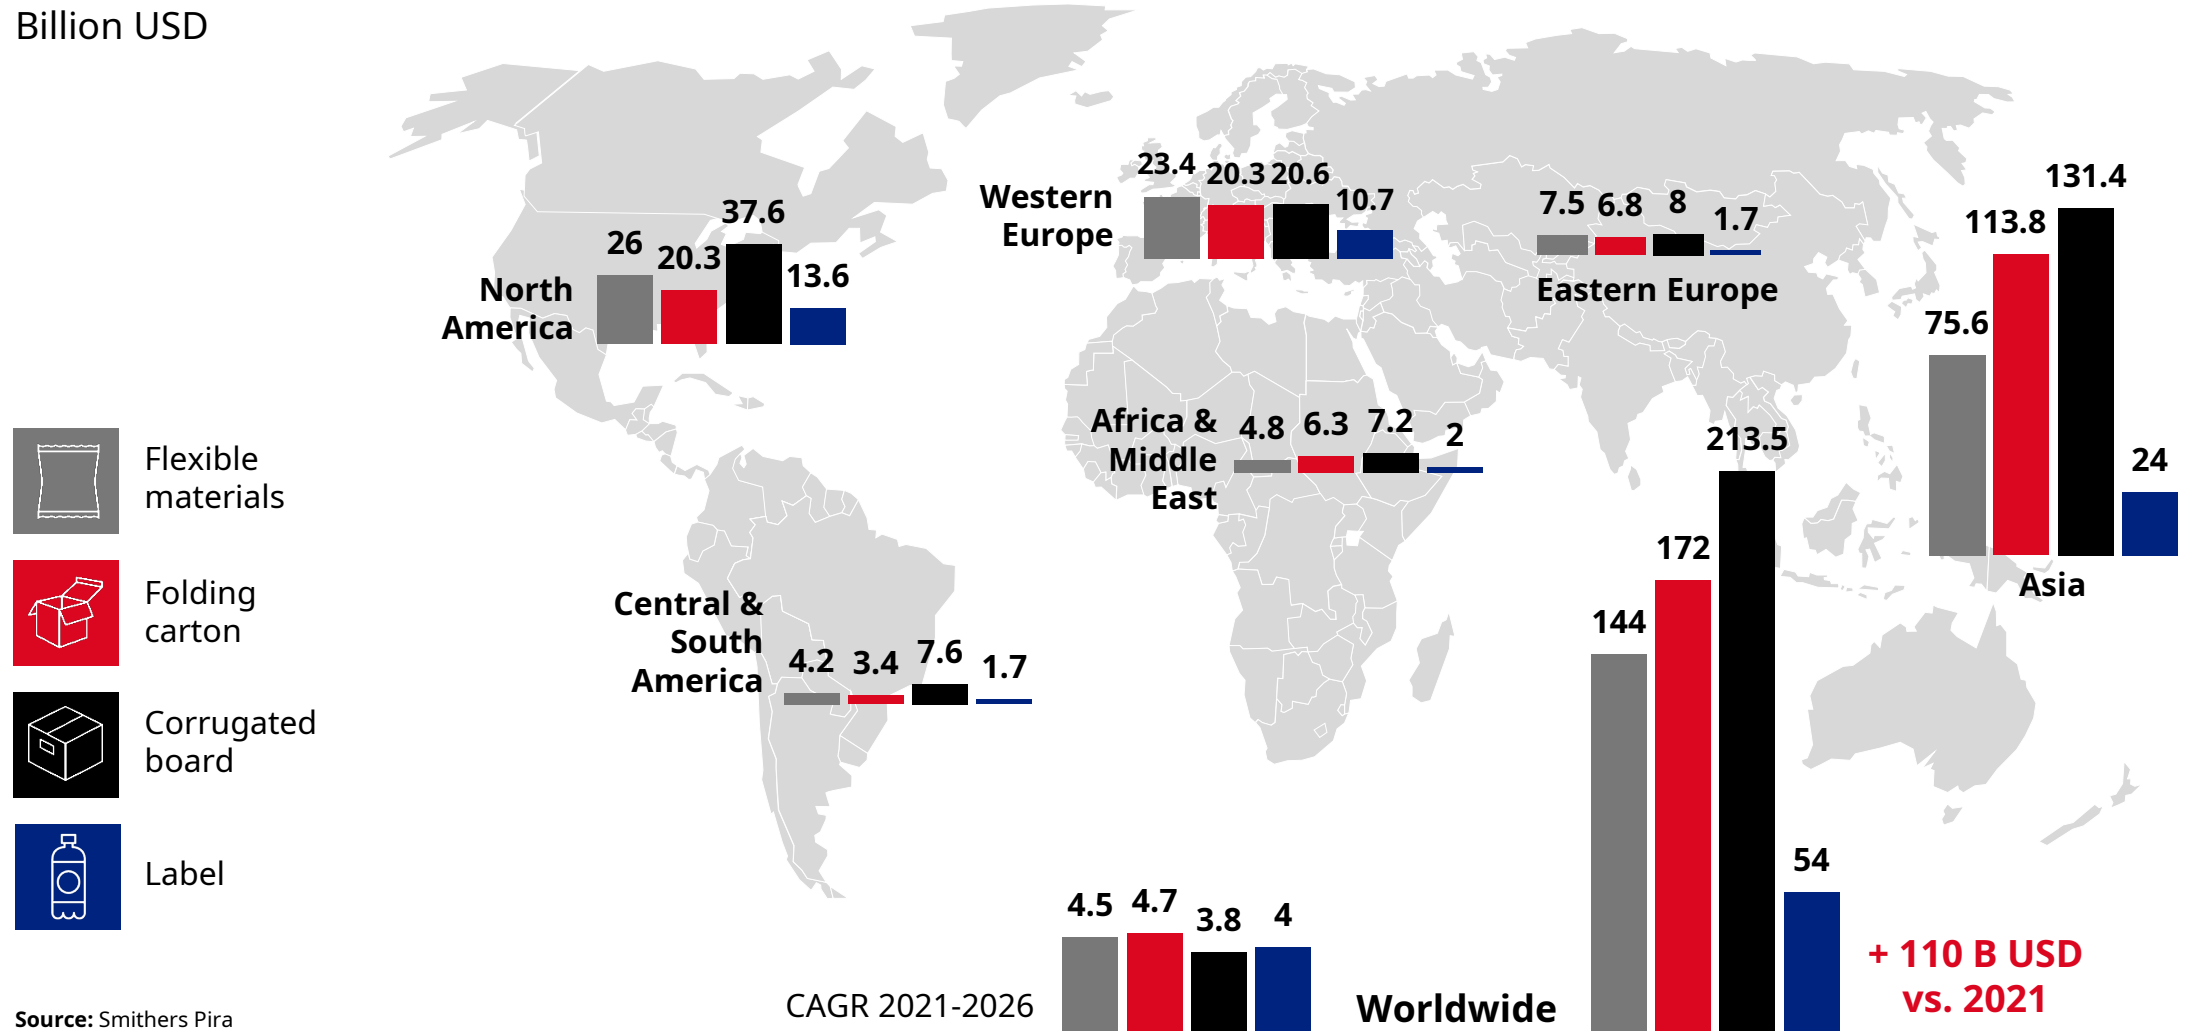 Billion USD
North
America
26
20.3
37.6
13.6
Western
Europe
23.4
20.3
20.6
10.7
7.5
6.8
8
1.7
Eastern Europe
75.6
113.8
131.4
24
Asia
Africa &
Middle
East
4.8
6.3
7.2
2
Central &
South
America
4.2
3.4
7.6
1.7
Flexible
materials
Folding
carton
Corrugated
board
Label
CAGR 2021-2026
4.5
4.7
3.8
4
Worldwide
144
172
213.5
54
+ 110 B USD
vs. 2021
Source: Smithers Pira